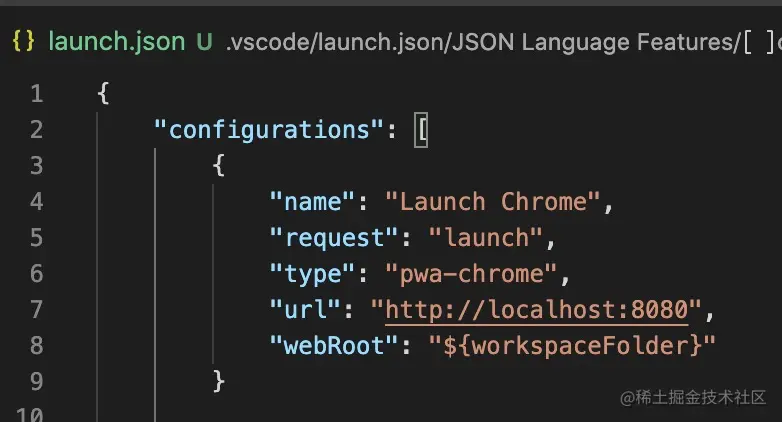 {} launch.json U .vscode/launch.json/JSON Language Features/[ ]c
1 {
2 "configurations": [
3 {
4 "name": "Launch Chrome",
5 "request": "launch",
6 "type": "pwa-chrome",
7 "url": "http://localhost:8080",
8 "webRoot": "${workspaceFolder}"
9 }
10
@稀土掘金技术社区